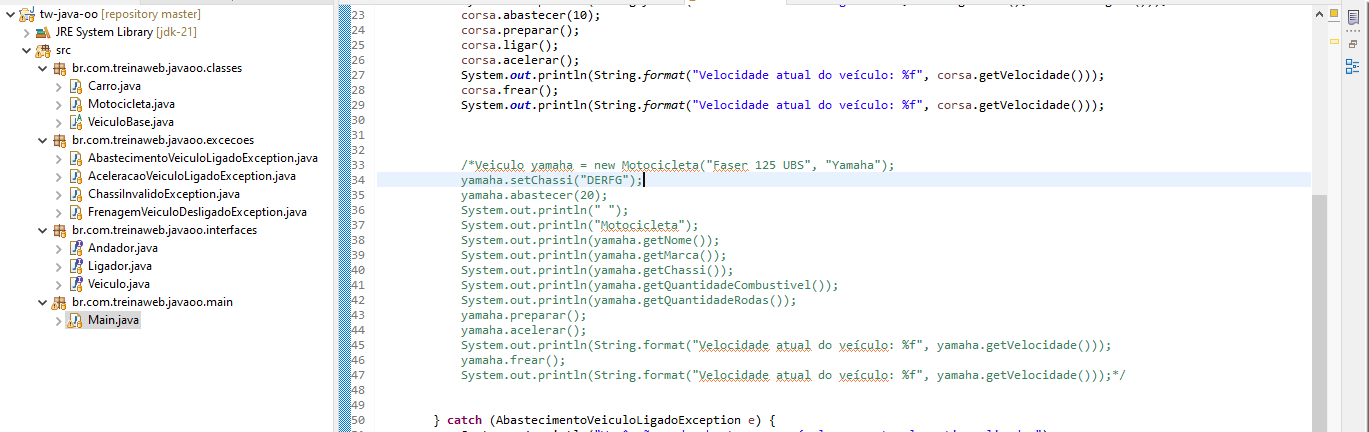 tw-java-oo [repository master]
JRE System Library [jdk-21]
src
br.com.treinaweb.javaoo.classes
Carro.java
Motocicleta.java
VeiculoBase.java
br.com.treinaweb.javaoo.excecoes
AbastecimentoVeiculoLigadoException.java
AceleracaoVeiculoLigadoException.java
ChassiInvalidoException.java
FrenagemVeiculoDesligadoException.java
br.com.treinaweb.javaoo.interfaces
Andador.java
Ligador.java
Veiculo.java
br.com.treinaweb.javaoo.main
Main.java
23 corsa.abastecer(10);
24 corsa.preparar();
25 corsa.ligar();
26 corsa.acelerar();
27 System.out.println(String.format("Velocidade atual do veículo: %f", corsa.getVelocidade()));
28 corsa.frear();
29 System.out.println(String.format("Velocidade atual do veículo: %f", corsa.getVelocidade()));
30
31
32
33 /*Veiculo yamaha = new Motocicleta("Faser 125 UBS", "Yamaha");
34 yamaha.setChassi("DERFG");
35 yamaha.abastecer(20);
36 System.out.println(" ");
37 System.out.println("Motocicleta");
38 System.out.println(yamaha.getNome());
39 System.out.println(yamaha.getMarca());
40 System.out.println(yamaha.getChassi());
41 System.out.println(yamaha.getQuantidadeCombustivel());
42 System.out.println(yamaha.getQuantidadeRodas());
43 yamaha.preparar();
44 yamaha.acelerar();
45 System.out.println(String.format("Velocidade atual do veículo: %f", yamaha.getVelocidade()));
46 yamaha.frear();
47 System.out.println(String.format("Velocidade atual do veículo: %f", yamaha.getVelocidade()));*/
48
49
50 } catch (AbastecimentoVeiculoLigadoException e) {